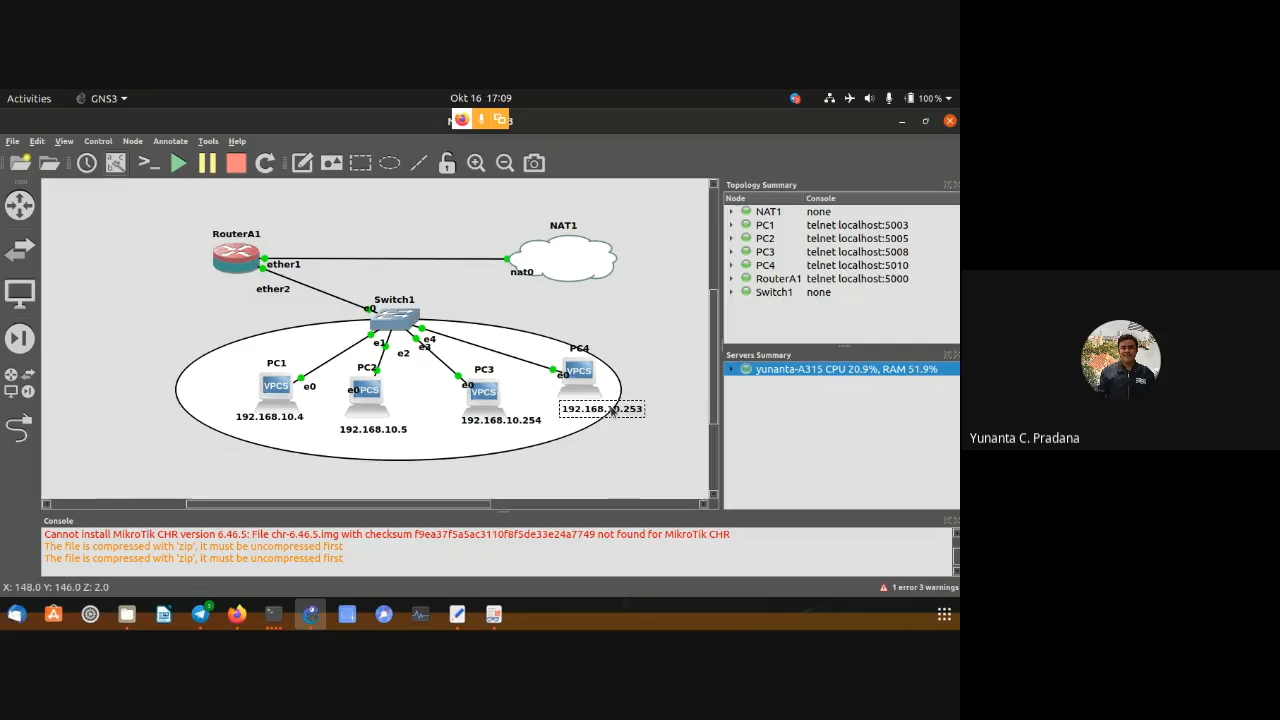 Activities GNS3 Okt 16 17:09 100%
3
File Edit View Control Node Annotate Tools Help
Topology Summary
Node Console
NAT1 none
PC1 telnet localhost:5003
PC2 telnet localhost:5005
PC3 telnet localhost:5008
PC4 telnet localhost:5010
RouterA1 telnet localhost:5000
Switch1 none
NAT1
RouterA1
ether1
nat0
ether2
Switch1
e0
e1
e2
e3
e4
PC1
VPCS
e0
192.168.10.4
PC2
VPCS
e0
192.168.10.5
PC3
VPCS
e0
192.168.10.254
PC4
VPCS
e0
192.168.10.253
Servers Summary
yunanta-A315 CPU 20.9%, RAM 51.9%
Yunanta C. Pradana
Console
Cannot install MikroTik CHR version 6.46.5: File chr-6.46.5.img with checksum f9ea37f5a5ac3110f8f5de33e24a7749 not found for MikroTik CHR
The file is compressed with 'zip', it must be uncompressed first
The file is compressed with 'zip', it must be uncompressed first
X: 148.0 Y: 146.0 Z: 2.0
1 error 3 warnings